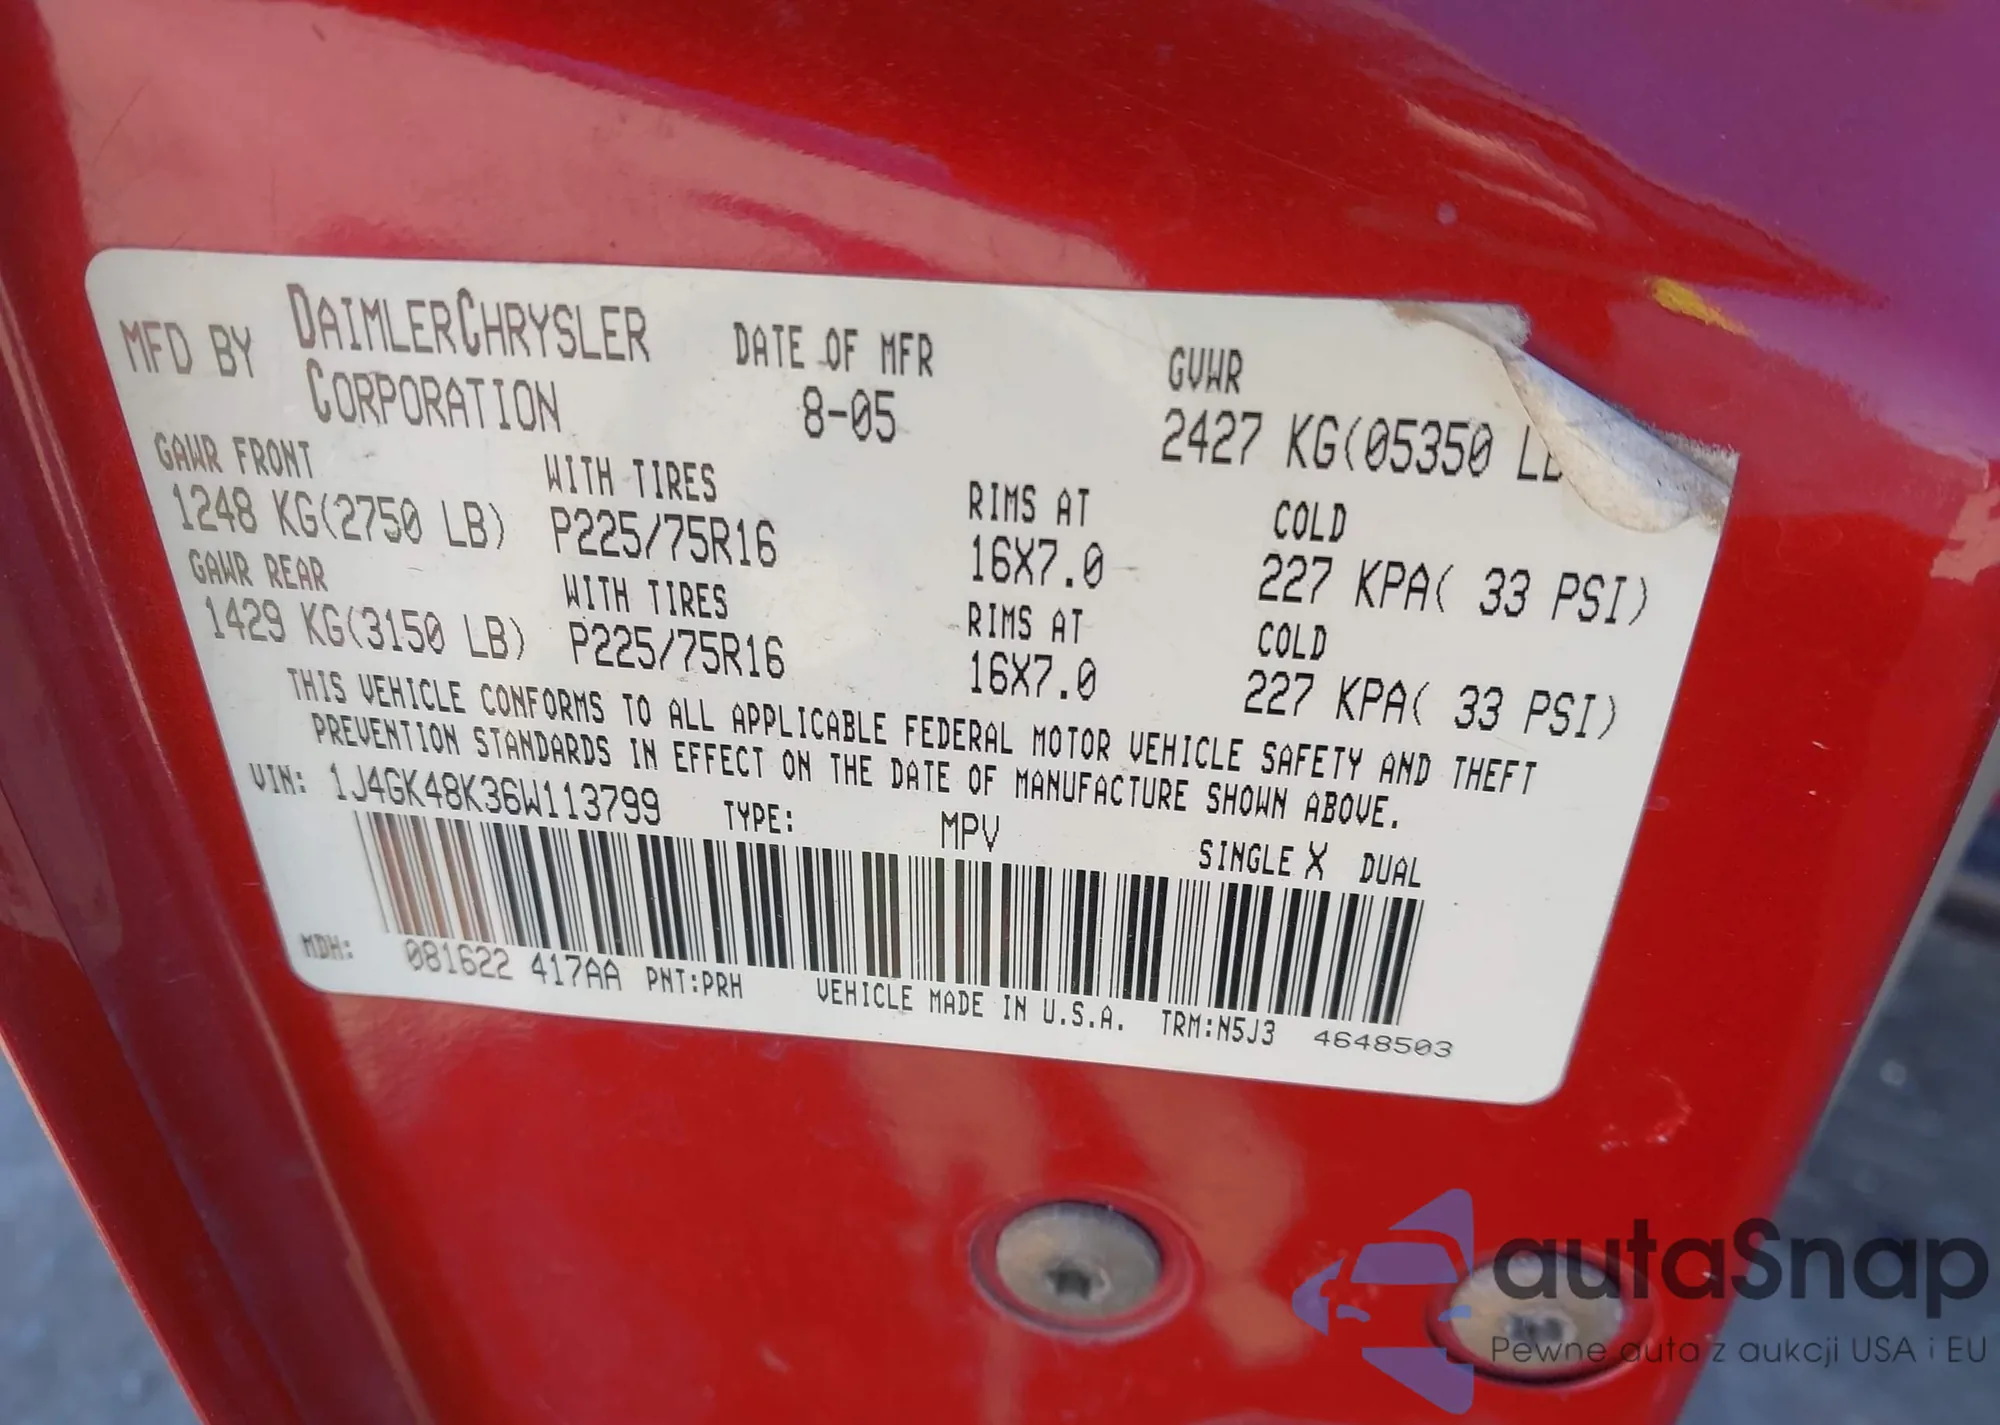 MFD BY DAIMLERCHRYSLER CORPORATION DATE OF MFR 8-05 GVWR 2427 KG(05350
GAWR FRONT WITH TIRES RIMS AT COLD
1248 KG(2750 LB) P225/75R16 16X7.0 227 KPA( 33 PSI)
GAWR REAR WITH TIRES RIMS AT COLD
1429 KG(3150 LB) P225/75R16 16X7.0 227 KPA( 33 PSI)
THIS VEHICLE CONFORMS TO ALL APPLICABLE FEDERAL MOTOR VEHICLE SAFETY AND THEFT
PREVENTION STANDARDS IN EFFECT ON THE DATE OF MANUFACTURE SHOWN ABOVE.
VIN: 1J4GK48K36W113799 TYPE: MPV SINGLE X DUAL
MDH: 081622 417AA PNT:PRH VEHICLE MADE IN U.S.A. TRM:N5J3 4648503
autaSnap
Pewne auta z aukcji USA i EU